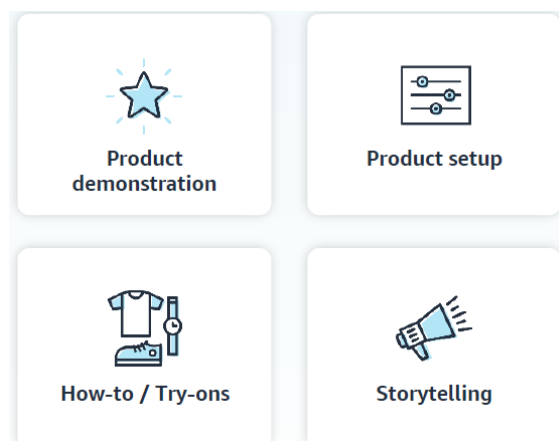 Product
demonstration
Product setup
How-to / Try-ons
Storytelling